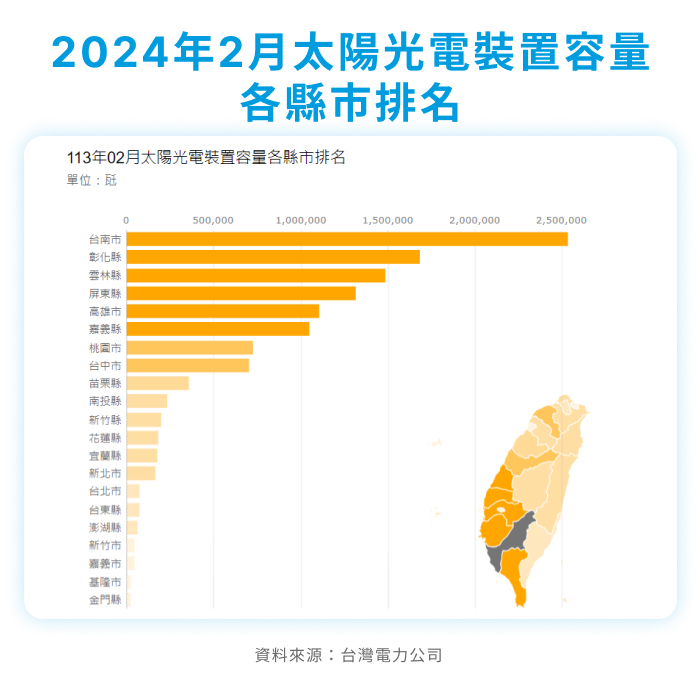 2024年2月太陽光電裝置容量
各縣市排名
113年02月太陽光電裝置容量各縣市排名
單位：瓩
0 500,000 1,000,000 1,500,000 2,000,000 2,500,000
台南市
彰化縣
雲林縣
屏東縣
高雄市
嘉義縣
桃園市
台中市
苗栗縣
南投縣
新竹縣
花蓮縣
宜蘭縣
新北市
台北市
台東縣
澎湖縣
新竹市
嘉義市
基隆市
金門縣
資料來源：台灣電力公司